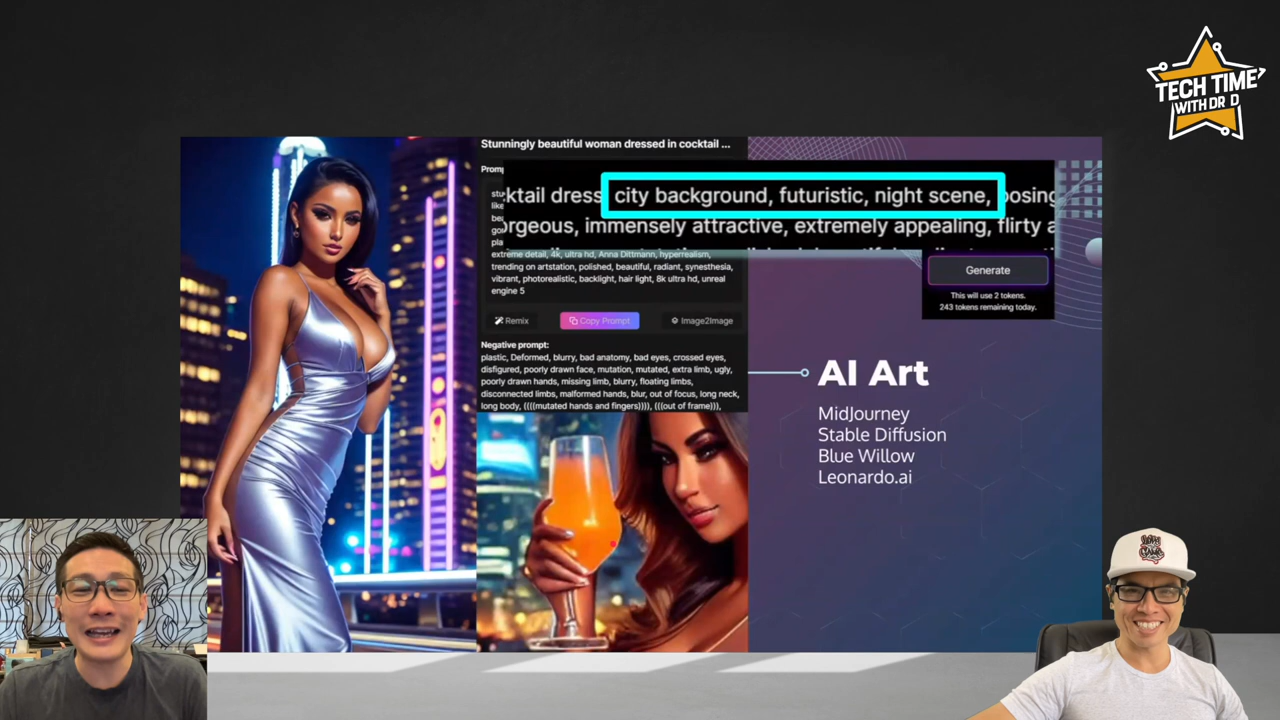 TECH TIME
WITH DR D
Stunningly beautiful woman dressed in cocktail ...
Prom
cktail dress city background, futuristic, night scene, posing
orgeous, immensely attractive, extremely appealing, flirty a
stu
like
bea
go
pla
extreme detail, 4k, ultra hd, Anna Dittmann, hyperrealism,
trending on artstation, polished, beautiful, radiant, synesthesia,
vibrant, photorealistic, backlight, hair light, 8k ultra hd, unreal
engine 5
Remix
Copy Prompt
Image2Image
Negative prompt:
plastic, Deformed, blurry, bad anatomy, bad eyes, crossed eyes,
disfigured, poorly drawn face, mutation, mutated, extra limb, ugly,
poorly drawn hands, missing limb, blurry, floating limbs,
disconnected limbs, malformed hands, blur, out of focus, long neck,
long body, ((((mutated hands and fingers)))), (((out of frame))),
Generate
This will use 2 tokens.
243 tokens remaining today.
AI Art
MidJourney
Stable Diffusion
Blue Willow
Leonardo.ai